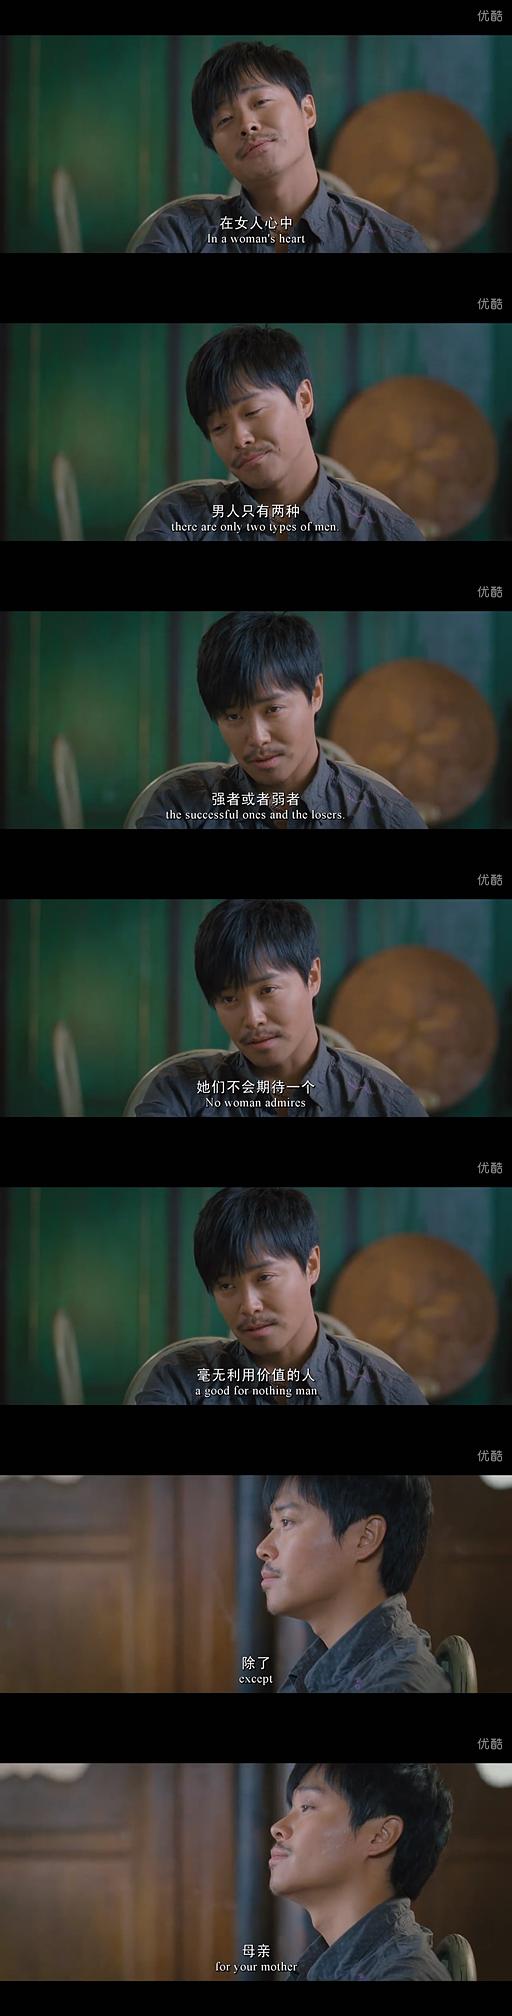 优酷
在女人心中
In a woman's heart
优酷
男人只有两种
there are only two types of men.
优酷
强者或者弱者
the successful ones and the losers.
优酷
她们不会期待一个
No woman admires
优酷
毫无利用价值的人
a good for nothing man
优酷
除了
except
优酷
母亲
for your mother